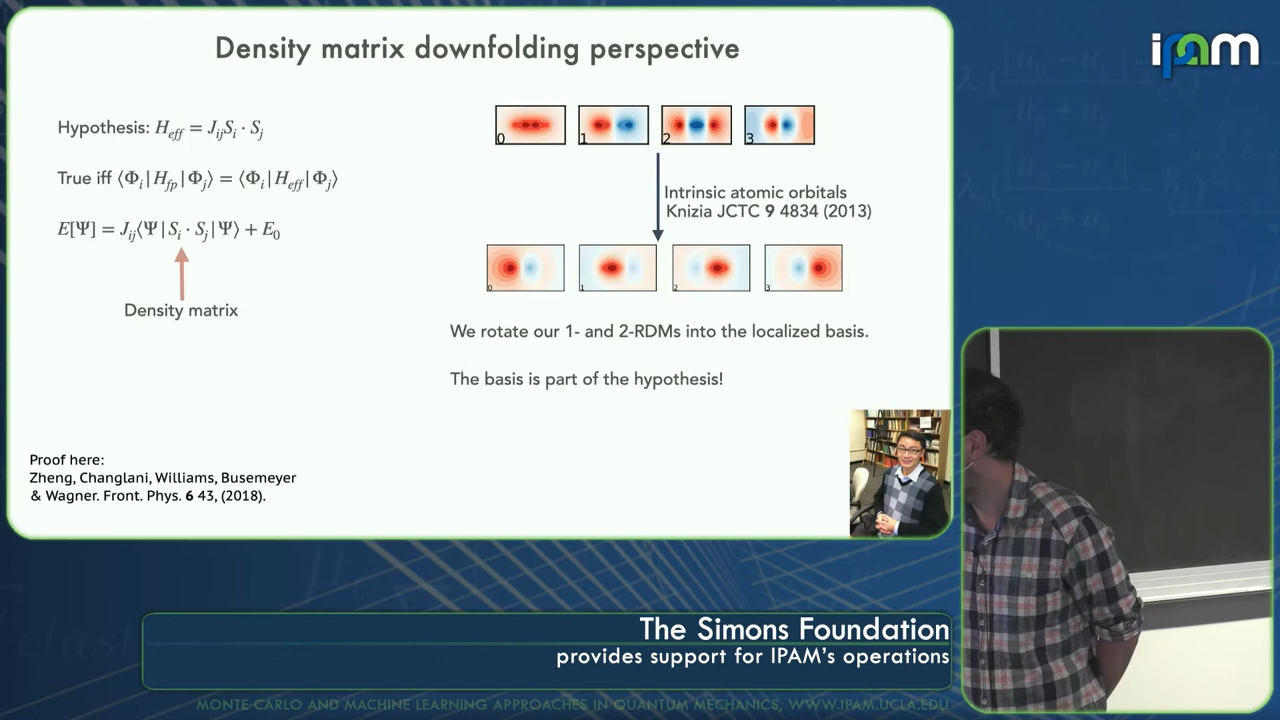 Density matrix downfolding perspective
ipam
Hypothesis: H_eff = J_ij S_i · S_j
True iff ⟨Φ_i|H_fp|Φ_j⟩ = ⟨Φ_i|H_eff|Φ_j⟩
E[Ψ] = J_ij⟨Ψ|S_i · S_j|Ψ⟩ + E_0
Density matrix
0 1 2 3
Intrinsic atomic orbitals
Knizia JCTC 9 4834 (2013)
0 1 2 3
We rotate our 1- and 2-RDMs into the localized basis.
The basis is part of the hypothesis!
Proof here:
Zheng, Changlani, Williams, Busemeyer
& Wagner. Front. Phys. 6 43, (2018).
The Simons Foundation
provides support for IPAM's operations
MONTE CARLO AND MACHINE LEARNING APPROACHES IN QUANTUM MECHANICS, WWW.IPAM.UCLA.EDU